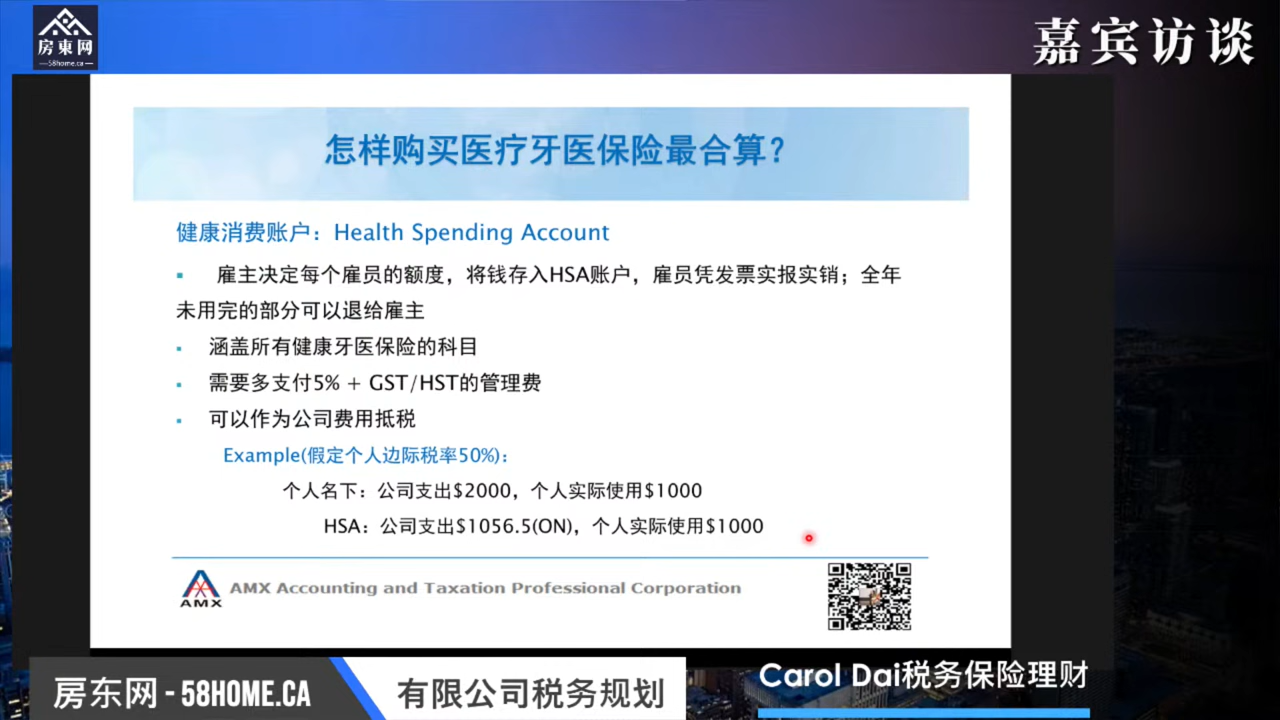 房東网
58home.ca
嘉宾访谈
怎样购买医疗牙医保险最合算？
健康消费账户：Health Spending Account
▪ 雇主决定每个雇员的额度，将钱存入HSA账户，雇员凭发票实报实销；全年
未用完的部分可以退给雇主
▪ 涵盖所有健康牙医保险的科目
▪ 需要多支付5% + GST/HST的管理费
▪ 可以作为公司费用抵税
Example(假定个人边际税率50%)：
个人名下：公司支出$2000，个人实际使用$1000
HSA：公司支出$1056.5(ON)，个人实际使用$1000
AMX
AMX Accounting and Taxation Professional Corporation
房东网 - 58HOME.CA
有限公司税务规划
Carol Dai税务保险理财